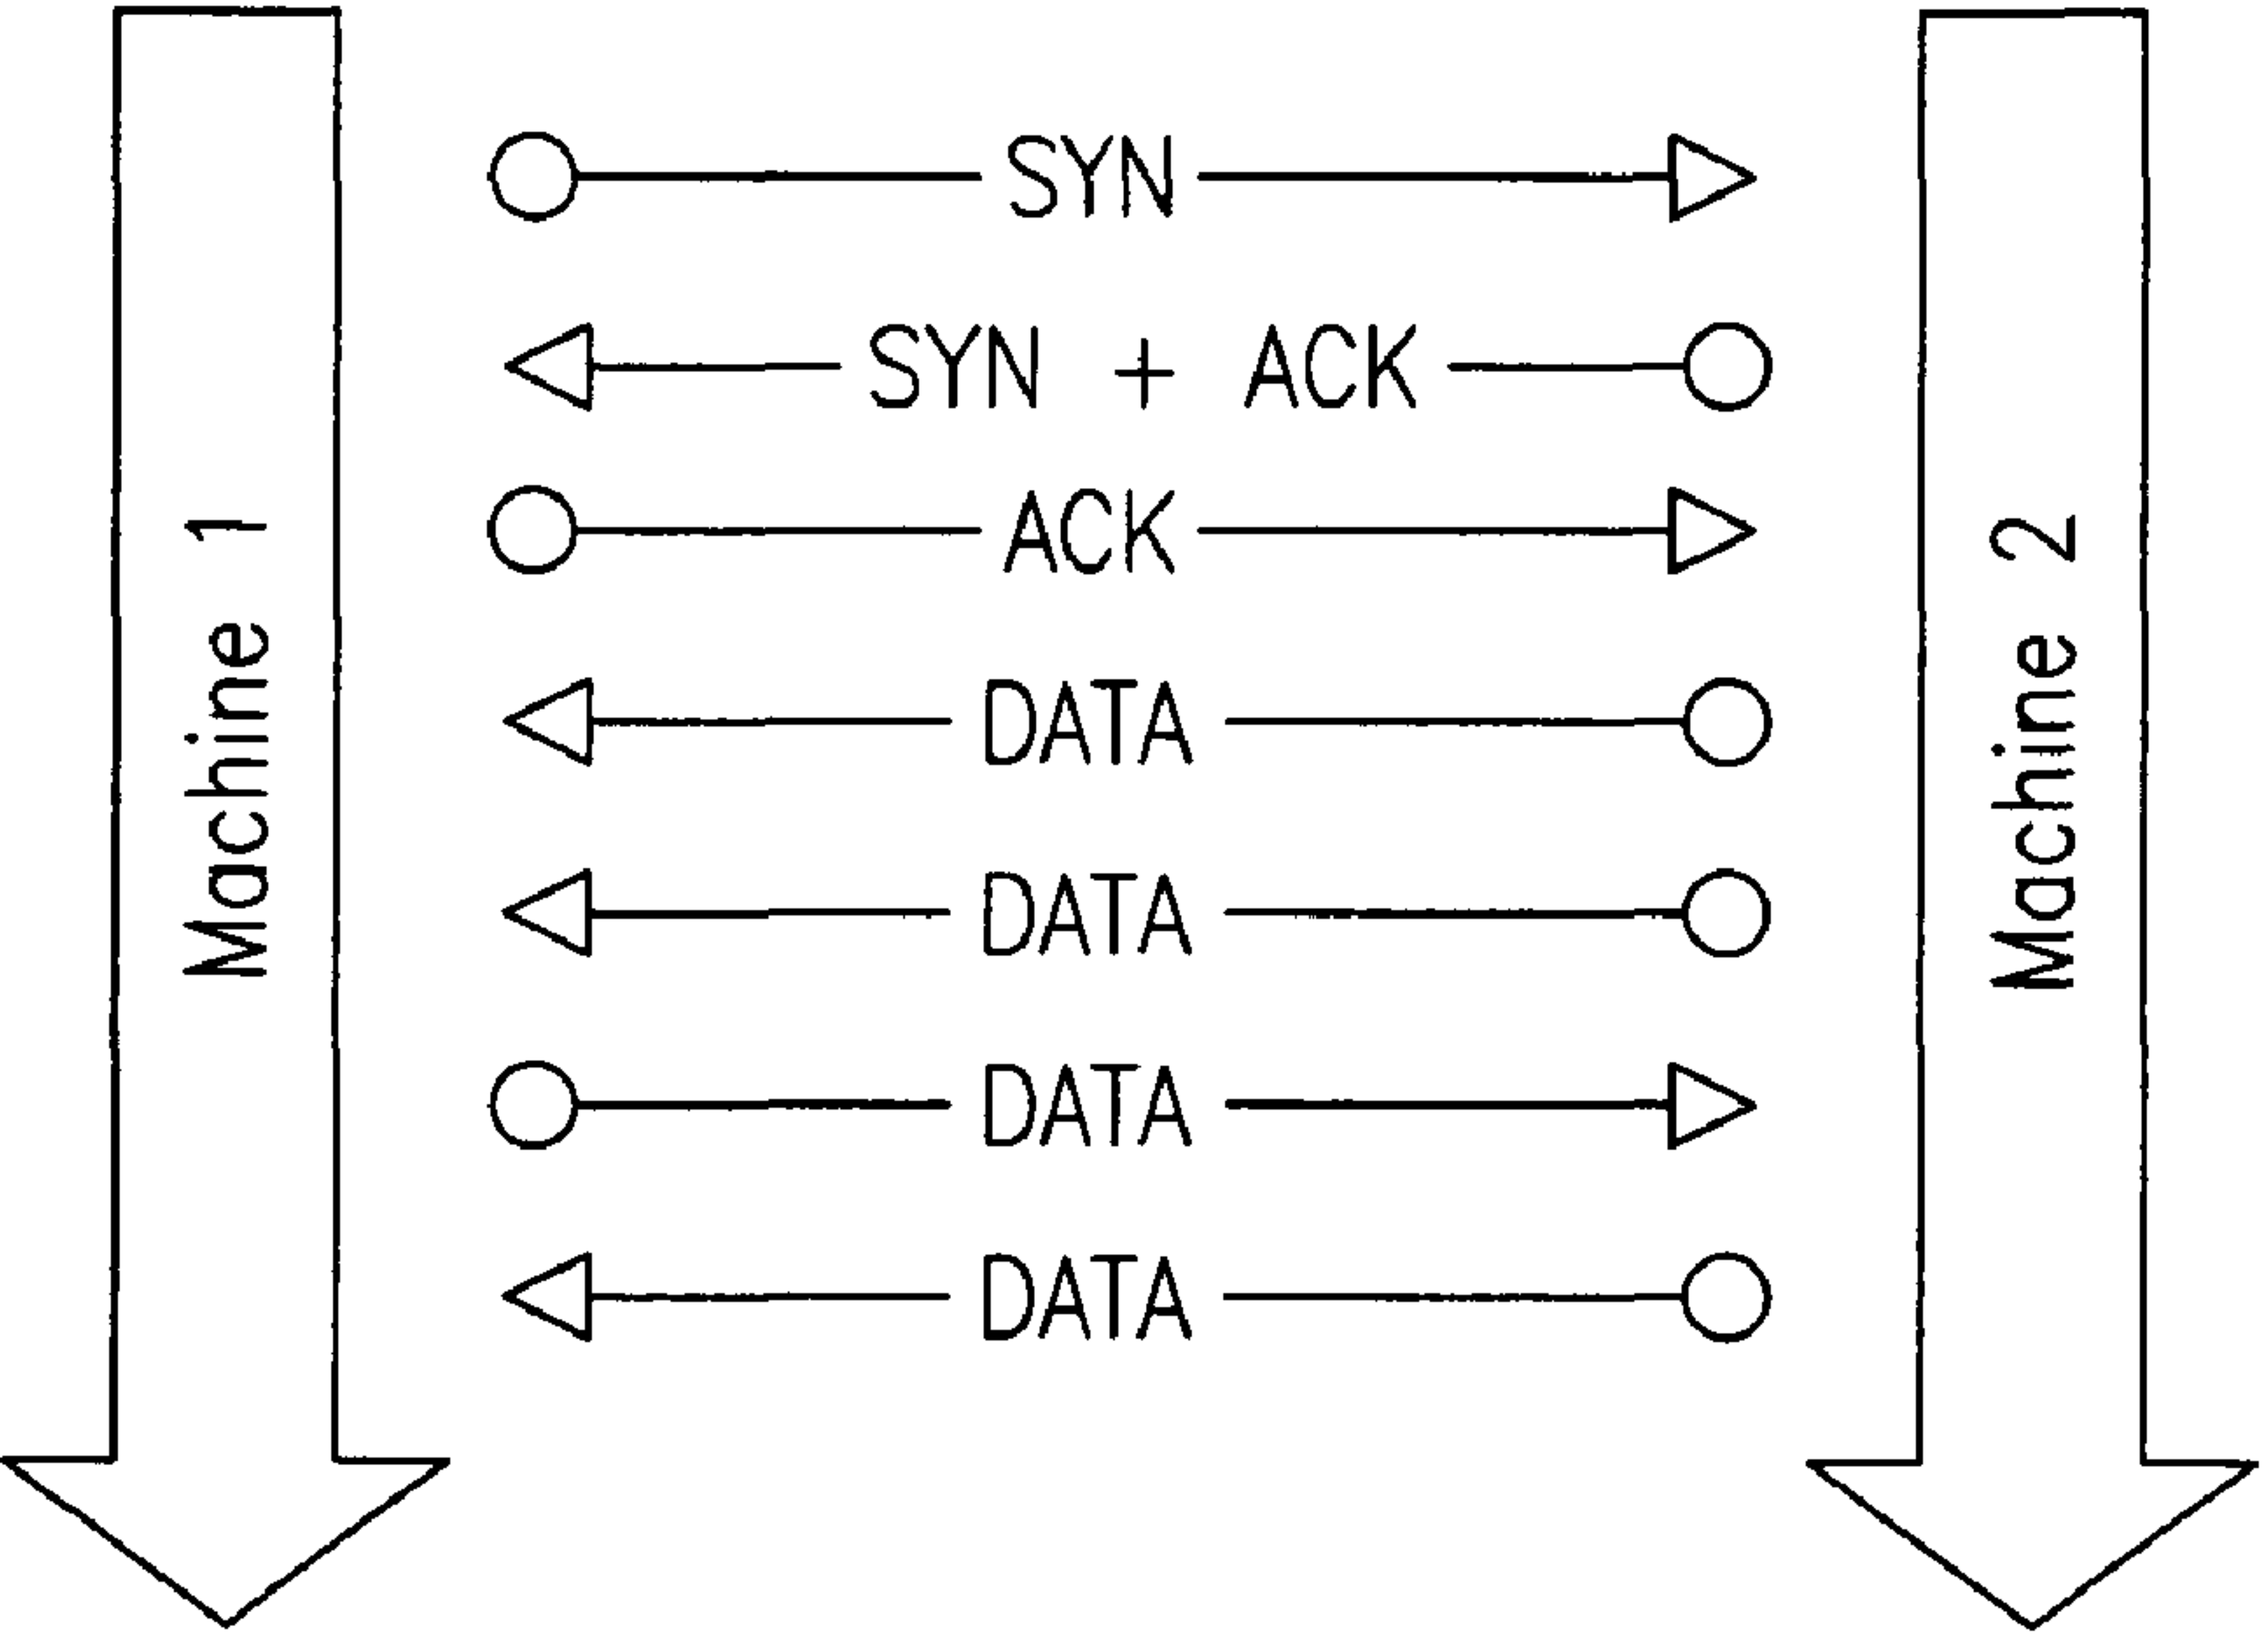 Machine 1
SYN
SYN + ACK
ACK
DATA
DATA
DATA
DATA
Machine 2